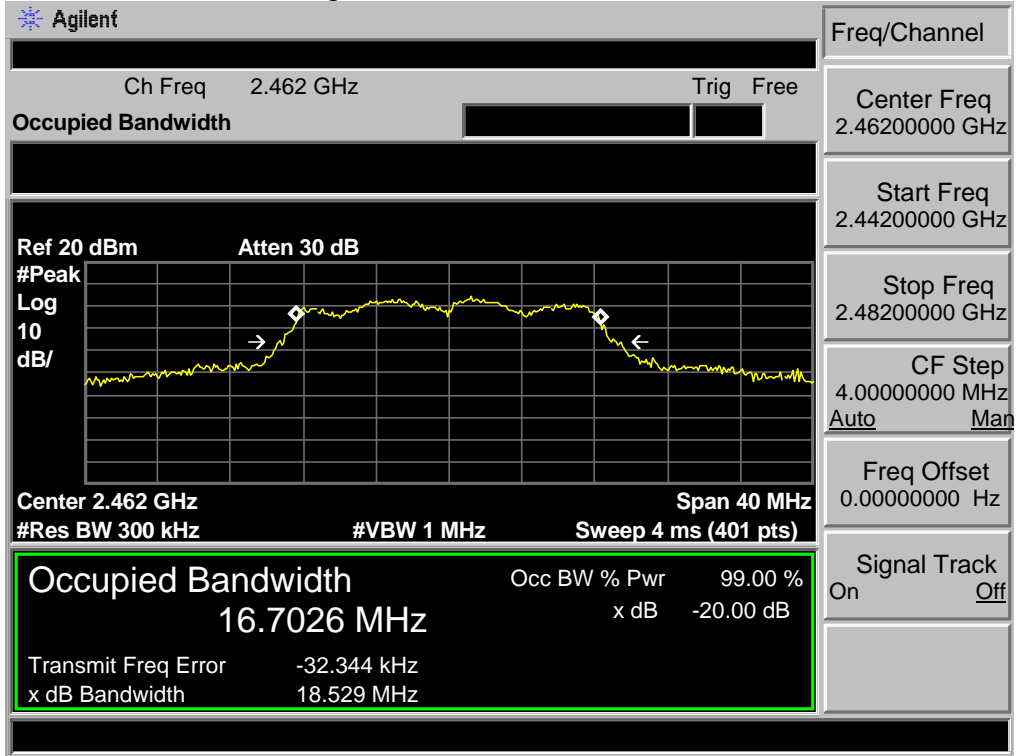 Agilent
Freq/Channel
Ch Freq 2.462 GHz Trig Free
Occupied Bandwidth
Center Freq
2.46200000 GHz
Start Freq
2.44200000 GHz
Ref 20 dBm Atten 30 dB
#Peak
Log
10
dB/
Stop Freq
2.48200000 GHz
CF Step
4.00000000 MHz
Auto Man
Freq Offset
0.00000000 Hz
Center 2.462 GHz Span 40 MHz
#Res BW 300 kHz #VBW 1 MHz Sweep 4 ms (401 pts)
Signal Track
On Off
Occupied Bandwidth Occ BW % Pwr 99.00 %
16.7026 MHz x dB -20.00 dB
Transmit Freq Error -32.344 kHz
x dB Bandwidth 18.529 MHz